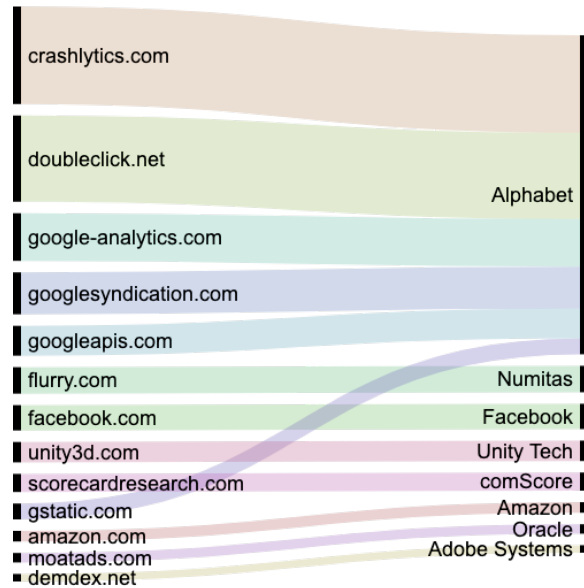 crashlytics.com
doubleclick.net
Alphabet
google-analytics.com
googlesyndication.com
googleapis.com
flurry.com
Numitas
facebook.com
Facebook
unity3d.com
Unity Tech
scorecardresearch.com
comScore
gstatic.com
Amazon
amazon.com
Oracle
moatads.com
Adobe Systems
demdex.net